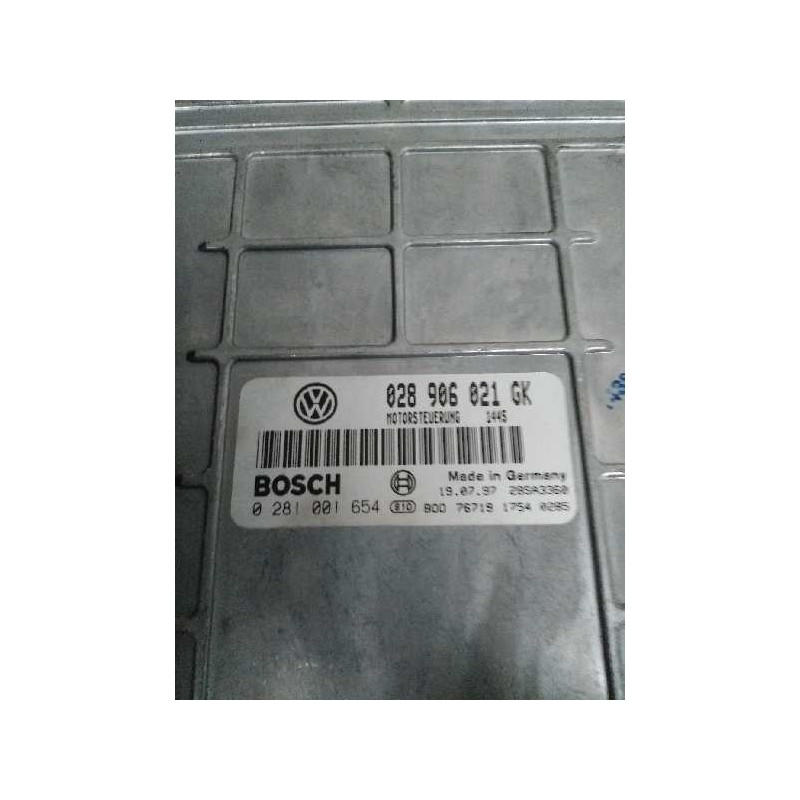 028 906 021 GK
MOTORSTEUERUNG 1445
BOSCH
Made in Germany
19.07.97 28SA3360
0 281 001 654 810 800 76719 1754 0285